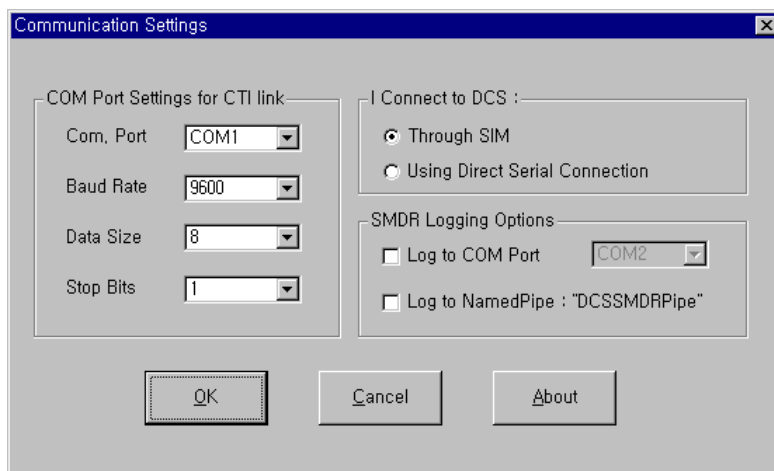 Communication Settings
COM Port Settings for CTI link
Com. Port COM1
Baud Rate 9600
Data Size 8
Stop Bits 1
I Connect to DCS :
Through SIM
Using Direct Serial Connection
SMDR Logging Options
Log to COM Port COM2
Log to NamedPipe : "DCSSMDRPipe"
OK Cancel About